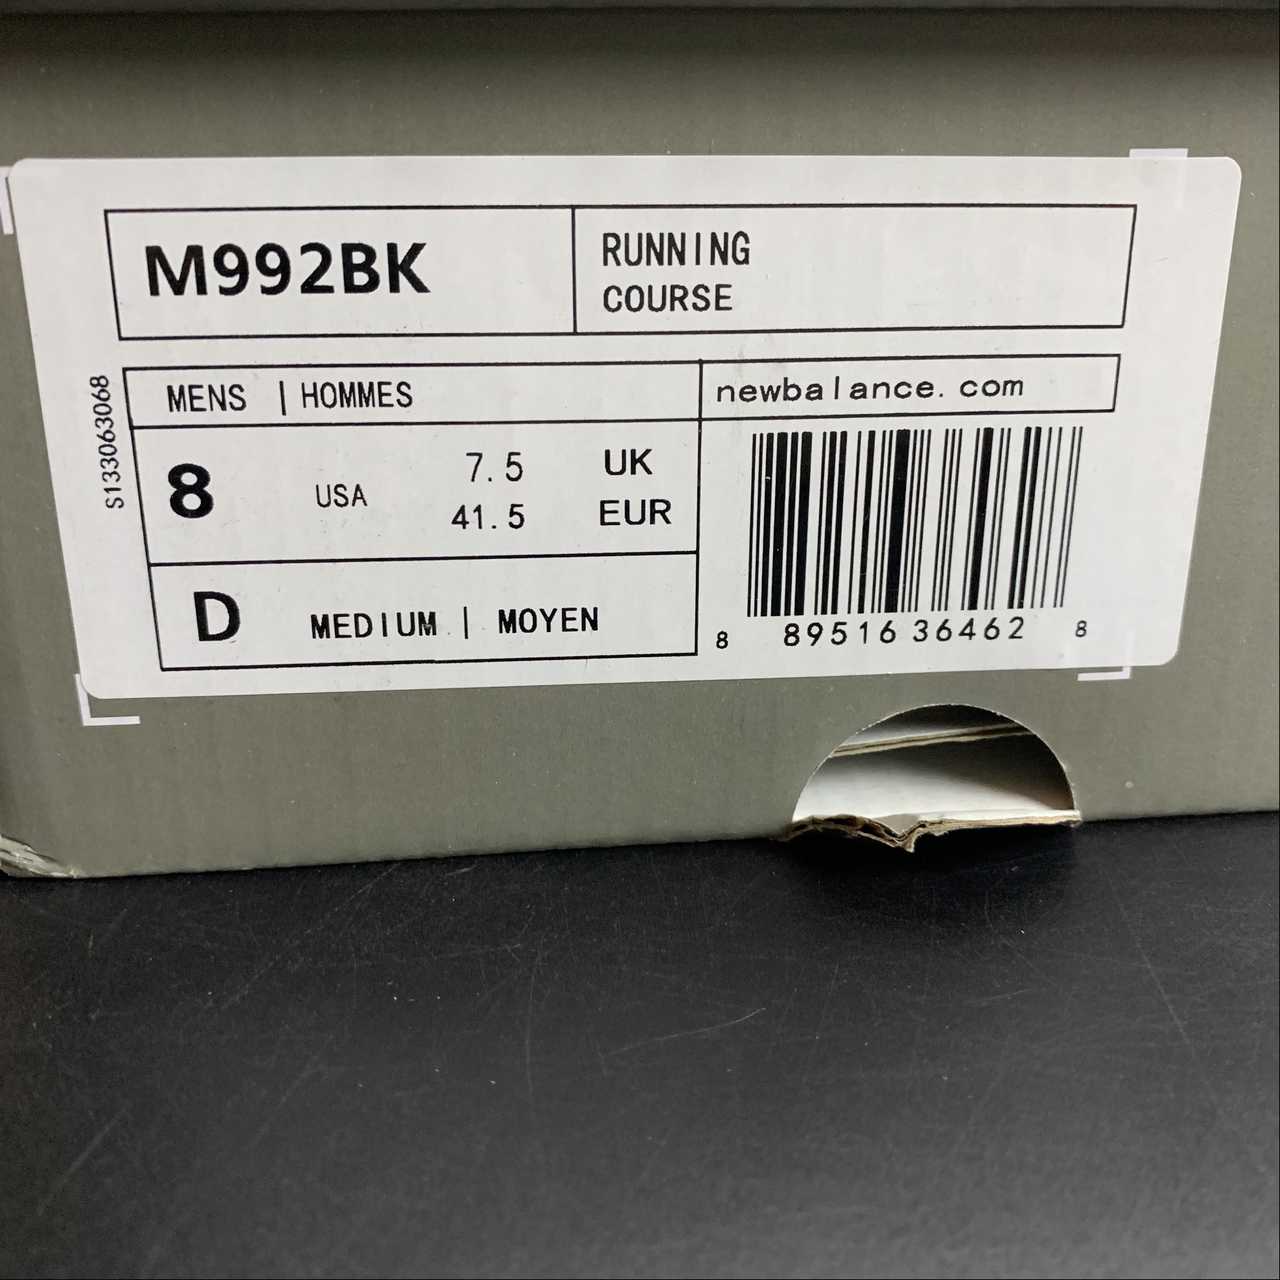 M992BK
RUNNING
COURSE
S133063068
MENS | HOMMES
newbalance.com
8 USA 7.5 UK
41.5 EUR
D MEDIUM | MOYEN
8 89516 36462 8